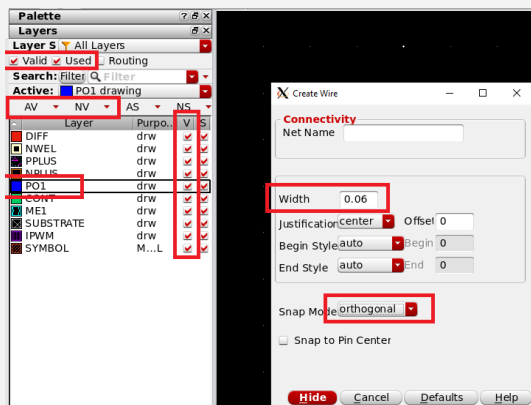 Palette
Layers
Layer S All Layers
Valid Used Routing
Search: Filter Filter
Active: PO1 drawing
AV NV AS NS
Layer Purpo.. V S
DIFF drw
NWEL drw
PPLUS drw
NPLUS drw
PO1 drw
CONT drw
ME1 drw
SUBSTRATE drw
IPWM drw
SYMBOL M...L
Create Wire
Connectivity
Net Name
Width 0.06
Justification center Offset 0
Begin Style auto Begin 0
End Style auto End 0
Snap Mode orthogonal
Snap to Pin Center
Hide Cancel Defaults Help